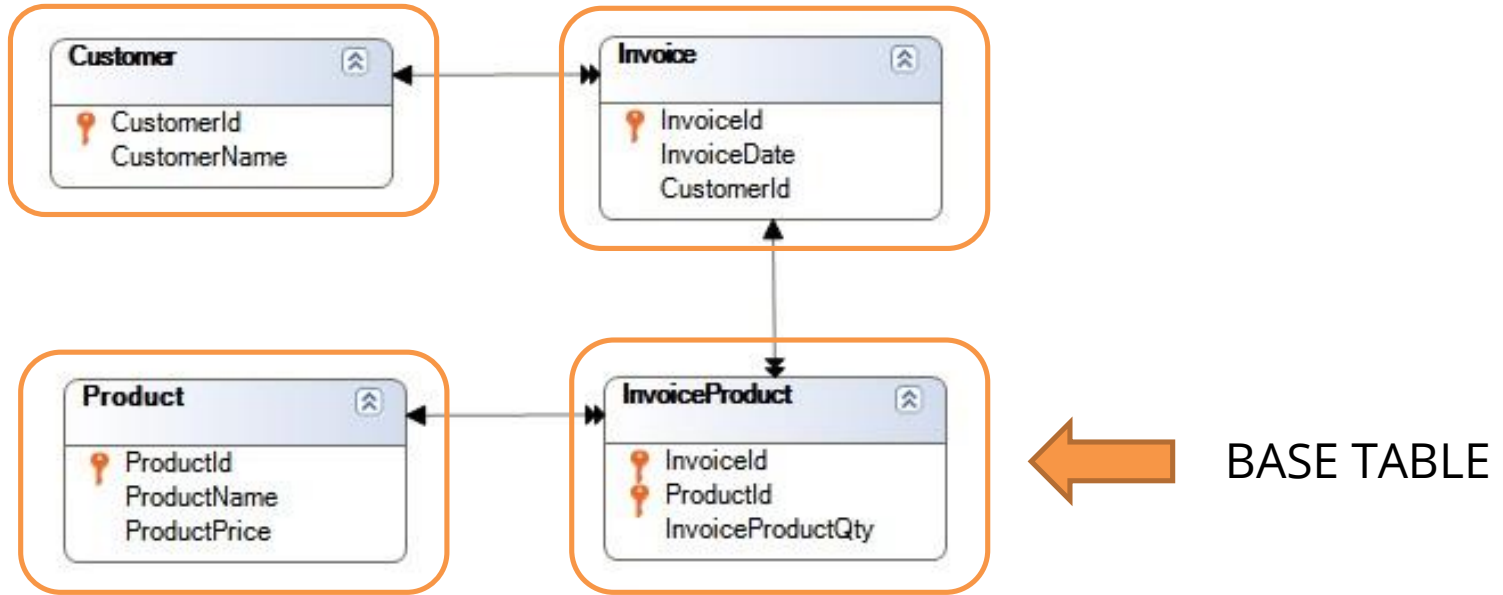 Customer
CustomerId
CustomerName
Invoice
InvoiceId
InvoiceDate
CustomerId
Product
ProductId
ProductName
ProductPrice
InvoiceProduct
InvoiceId
ProductId
InvoiceProductQty
BASE TABLE